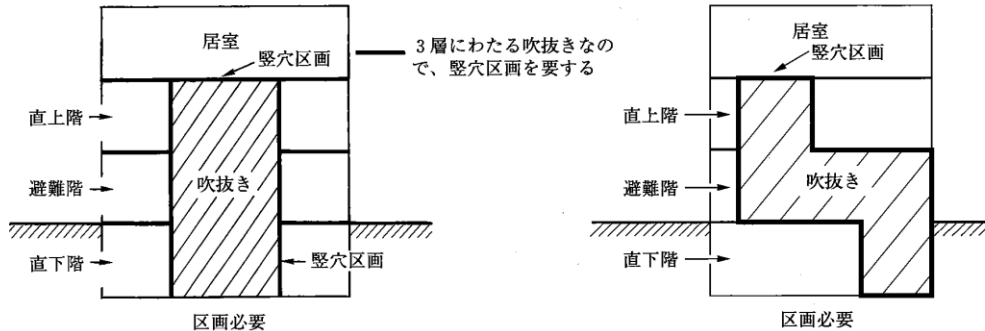 居室
竪穴区画
3層にわたる吹抜きなの
で、竪穴区画を要する
直上階
避難階
吹抜き
直下階
竪穴区画
区画必要
居室
竪穴区画
直上階
避難階
吹抜き
直下階
区画必要